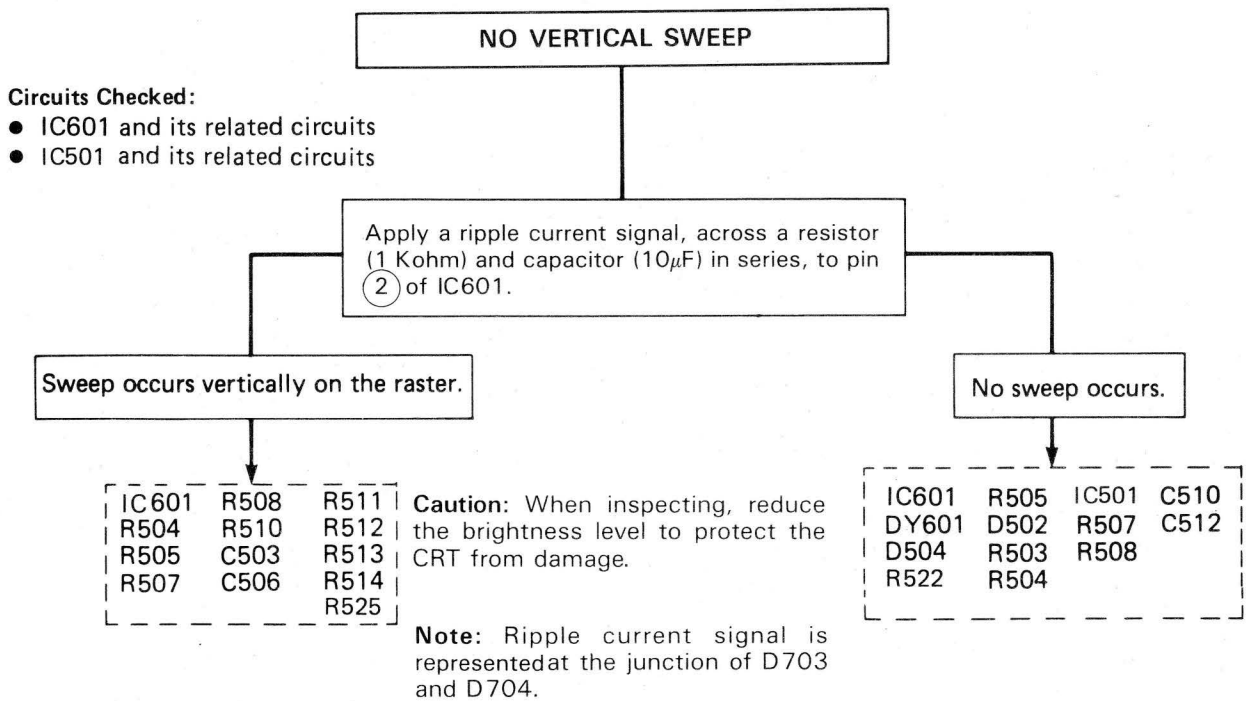 NO VERTICAL SWEEP
Circuits Checked:
● IC601 and its related circuits
● IC501 and its related circuits
Apply a ripple current signal, across a resistor
(1 Kohm) and capacitor (10μF) in series, to pin
② of IC601.
Sweep occurs vertically on the raster.
No sweep occurs.
IC601 R508 R511
R504 R510 R512
R505 C503 R513
R507 C506 R514
R525
Caution: When inspecting, reduce
the brightness level to protect the
CRT from damage.
Note: Ripple current signal is
representedat the junction of D703
and D704.
IC601 R505 IC501 C510
DY601 D502 R507 C512
D504 R503 R508
R522 R504